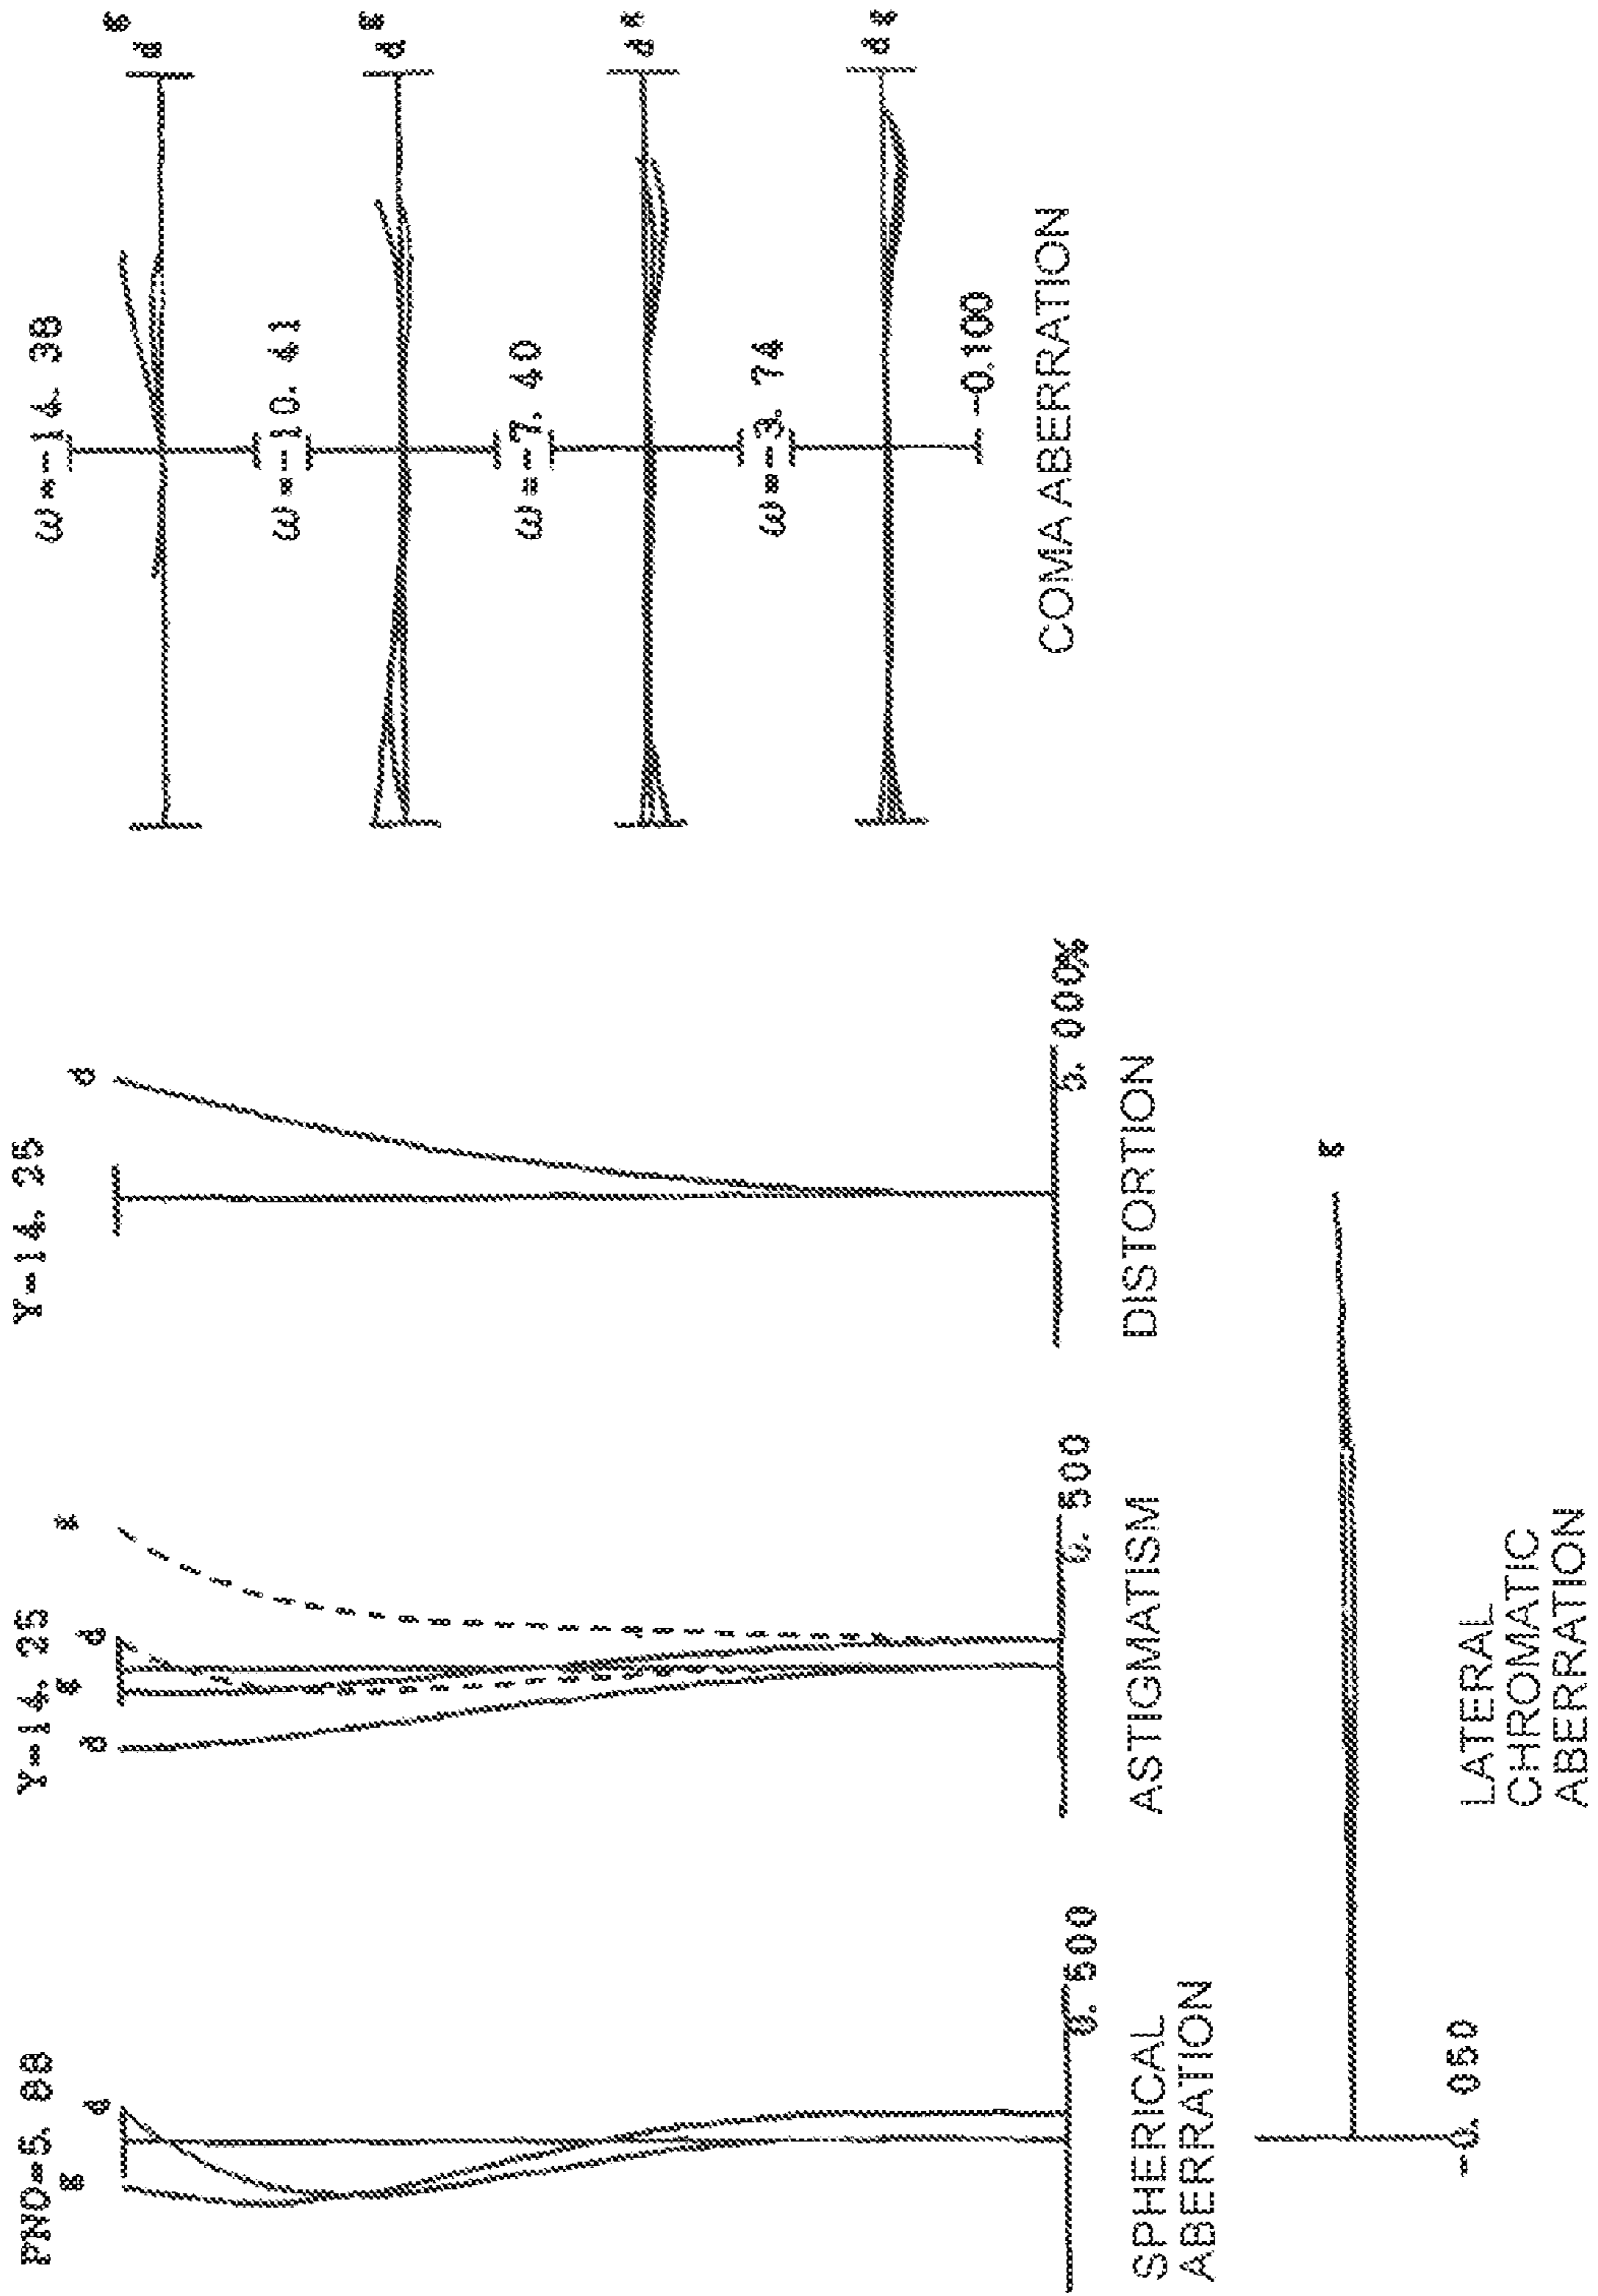 FNO=5. 88
g
d
0. 500
SPHERICAL
ABERRATION
Y=14. 25
d
g
d
g
0. 500
ASTIGMATISM
Y=14. 25
d
3. 000%
DISTORTION
ω=-14. 38
g
d
ω=-10. 41
g
d
ω=-7. 40
g
d
ω=-3. 74
g
d
-0.100
COMA ABERRATION
g
-0. 050
LATERAL
CHROMATIC
ABERRATION